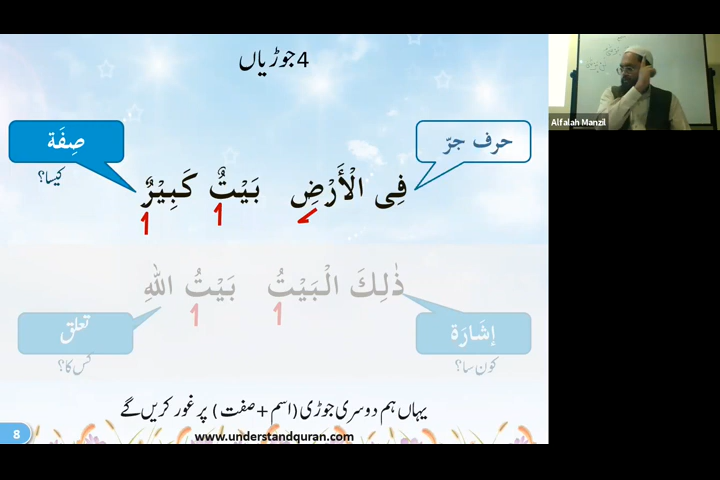 4 جوڑیاں
Alfalah Manzil
حرف جرّ
صِفَة
کیسا؟
فِى الْأَرْضِ بَيْتٌ كَبِيْرٌ
1 1
ذٰلِكَ الْبَيْتُ بَيْتُ اللّٰهِ
1 1
إشَارَة
تعلق
کون سا؟
کس کا؟
یہاں ہم دوسری جوڑی (اسم + صفت) پر غور کریں گے
8
www.understandquran.com